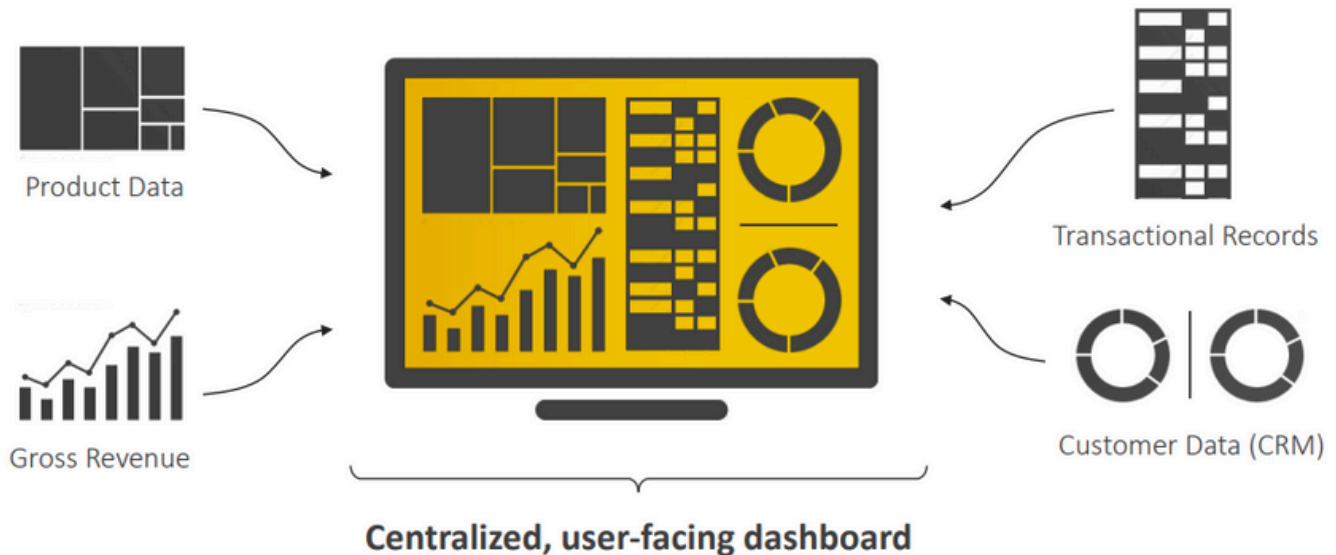 Product Data
Transactional Records
Gross Revenue
Customer Data (CRM)
Centralized, user-facing dashboard